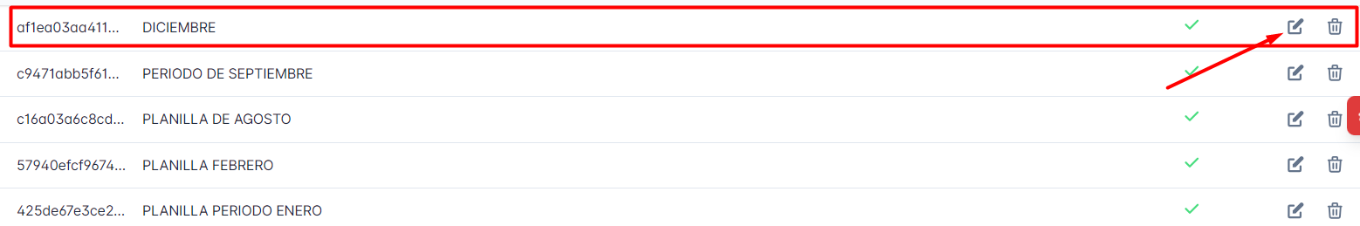 af1ea03aa411... DICIEMBRE
c9471abb5f61... PERIODO DE SEPTIEMBRE
c16a03a6c8cd... PLANILLA DE AGOSTO
57940efcf9674... PLANILLA FEBRERO
425de67e3ce2... PLANILLA PERIODO ENERO